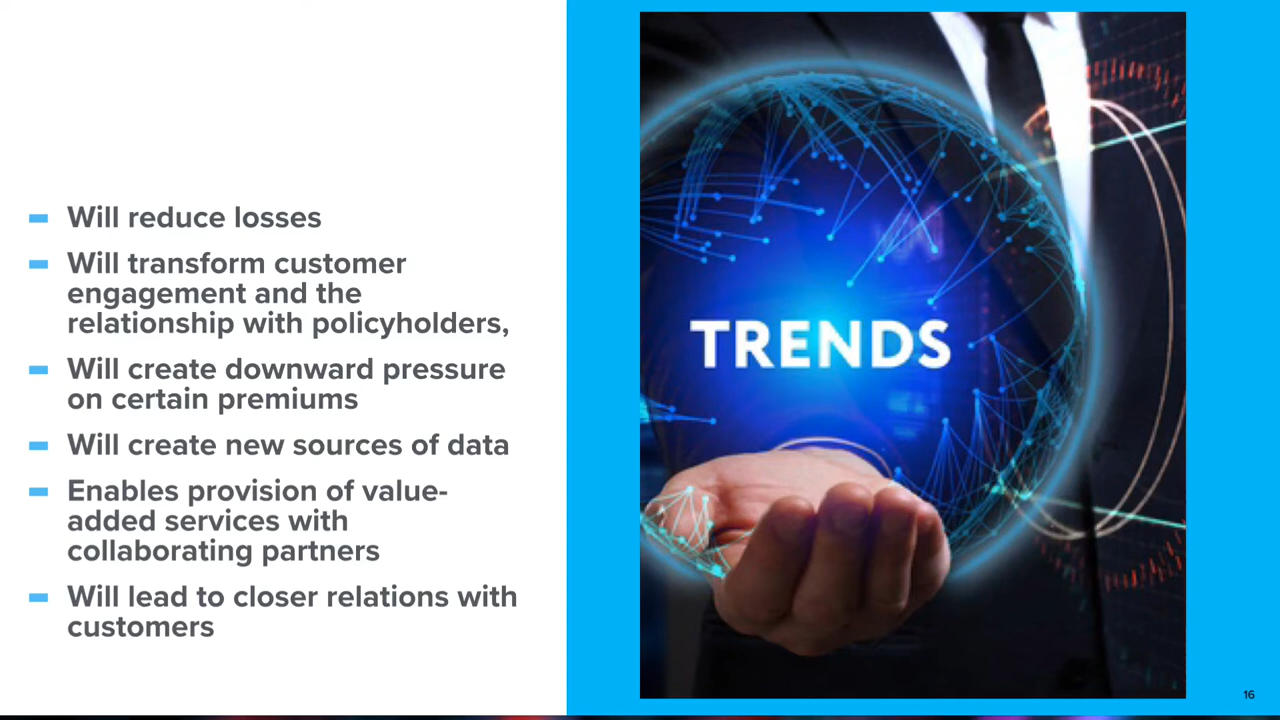 Will reduce losses
Will transform customer
engagement and the
relationship with policyholders,
Will create downward pressure
on certain premiums
Will create new sources of data
Enables provision of value-
added services with
collaborating partners
Will lead to closer relations with
customers
TRENDS
16